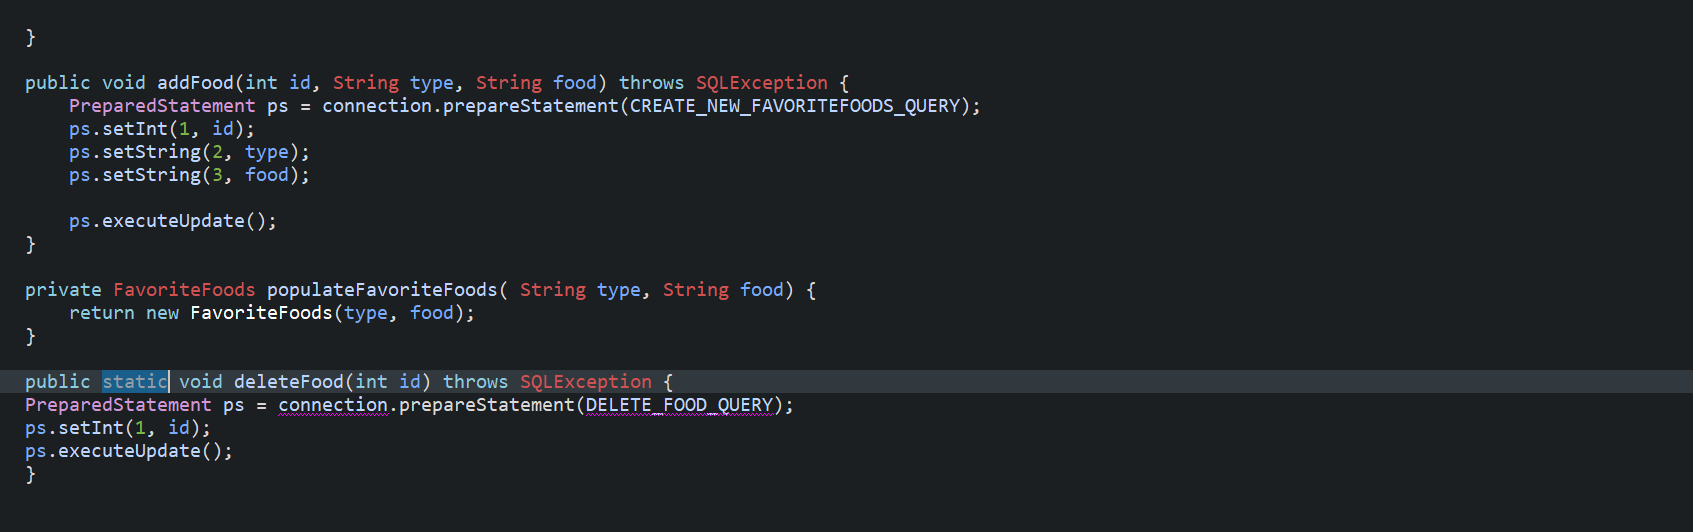 }
public void addFood(int id, String type, String food) throws SQLException {
PreparedStatement ps = connection.prepareStatement(CREATE_NEW_FAVORITEFOODS_QUERY);
ps.setInt(1, id);
ps.setString(2, type);
ps.setString(3, food);
ps.executeUpdate();
}
private FavoriteFoods populateFavoriteFoods( String type, String food) {
return new FavoriteFoods(type, food);
}
public static void deleteFood(int id) throws SQLException {
PreparedStatement ps = connection.prepareStatement(DELETE_FOOD_QUERY);
ps.setInt(1, id);
ps.executeUpdate();
}